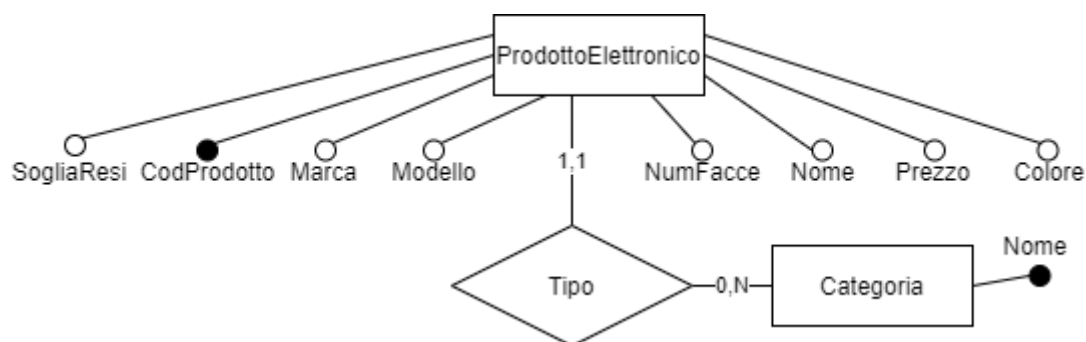 ProdottoElettronico
SogliaResi CodProdotto Marca Modello 1,1 NumFacce Nome Prezzo Colore
Nome
Tipo 0,N Categoria